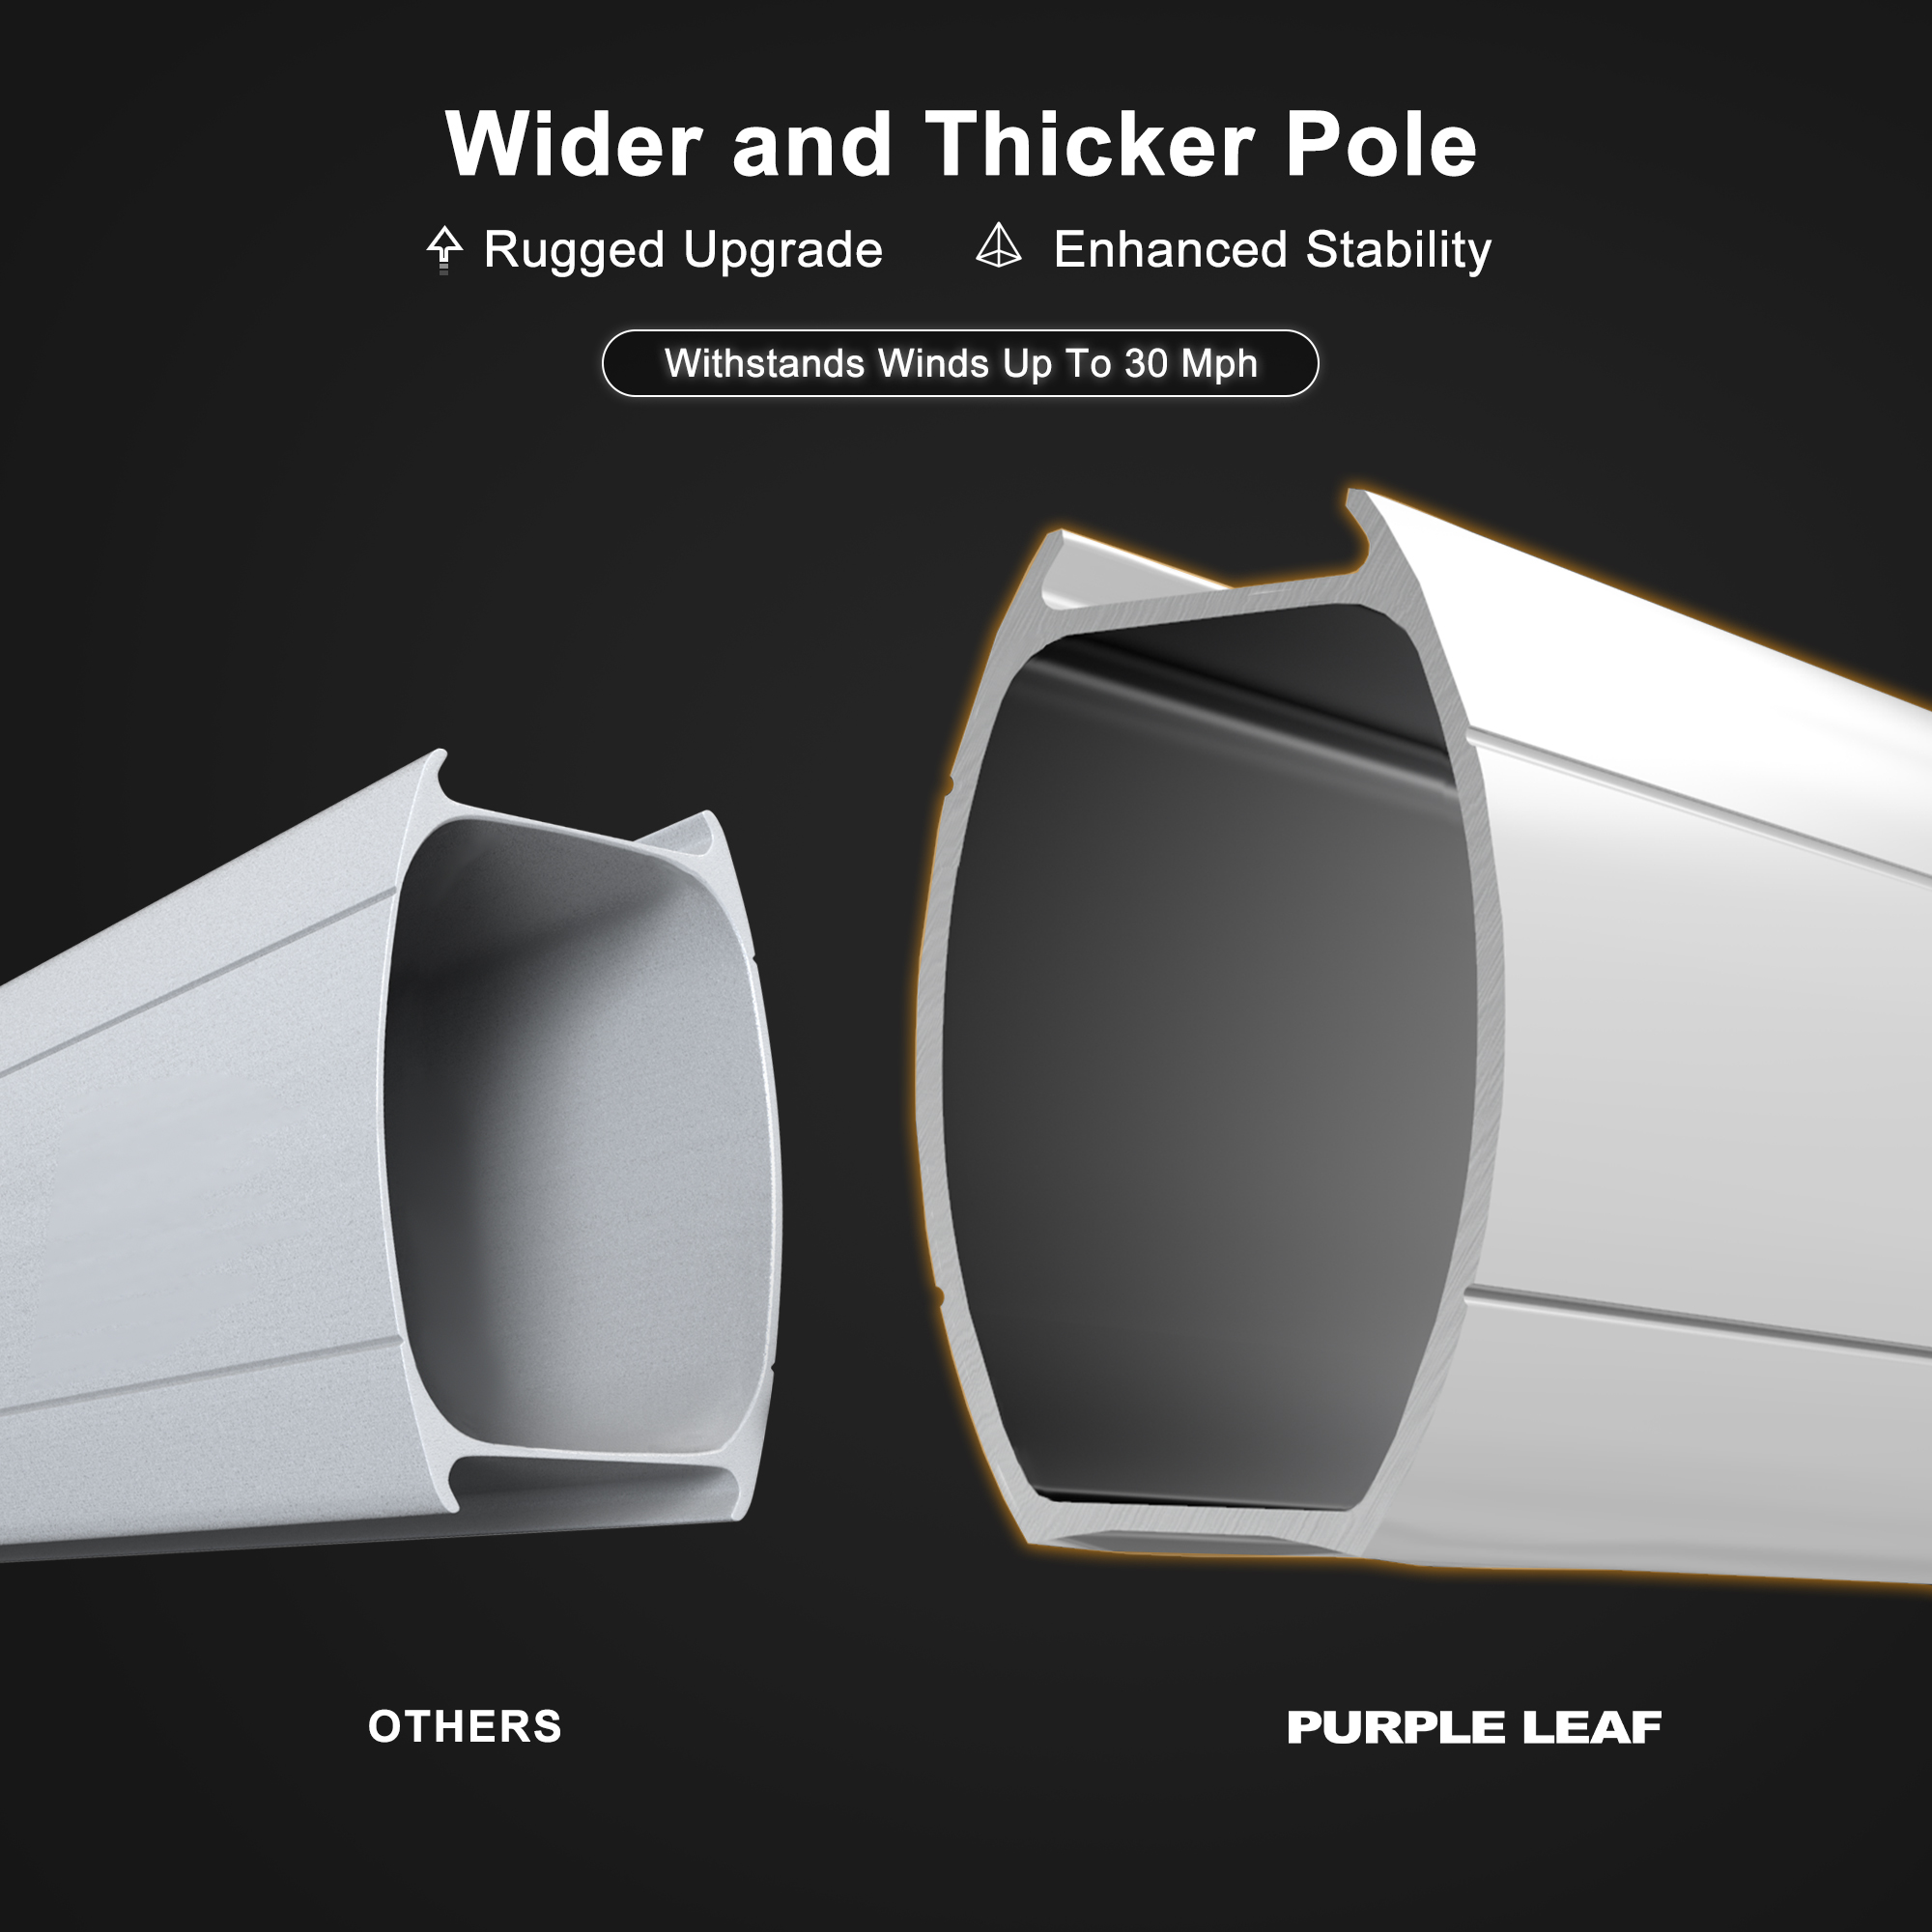 Wider and Thicker Pole
Rugged Upgrade
Enhanced Stability
Withstands Winds Up To 30 Mph
OTHERS
PURPLE LEAF